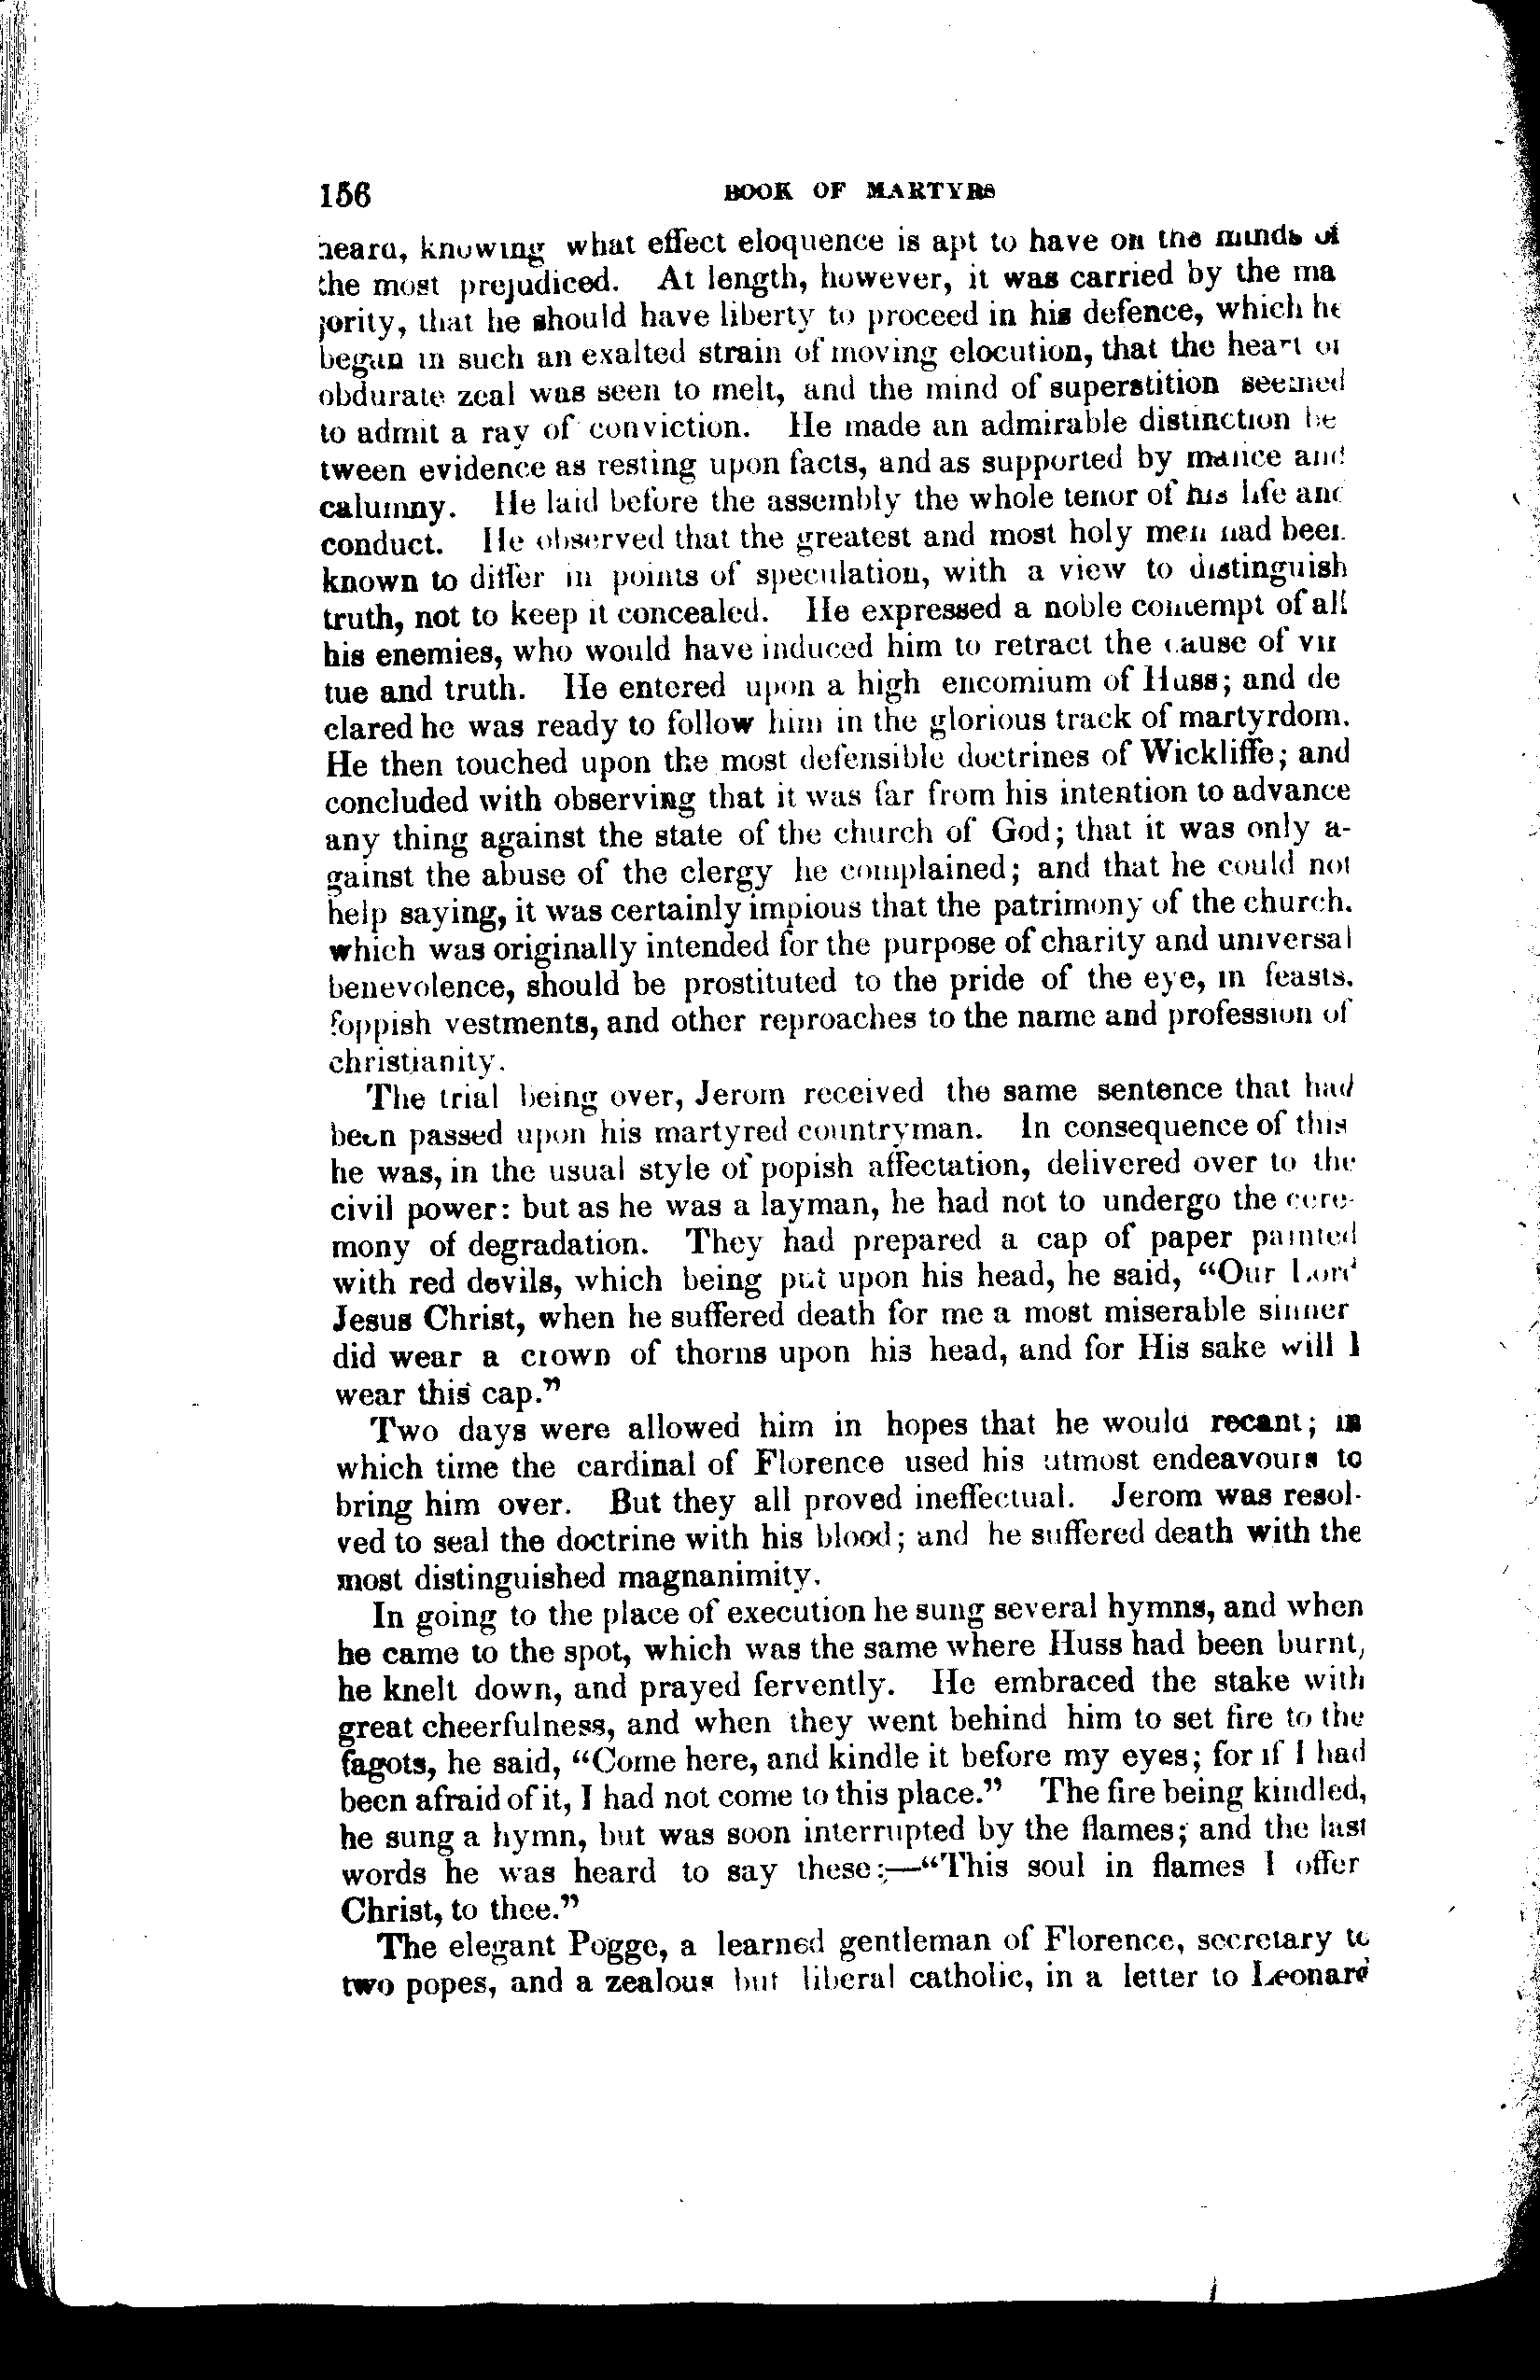 156 BOOK OF MARTYRS
heard, knowing what effect eloquence is apt to have on the minds of
the most prejudiced. At length, however, it was carried by the ma
jority, that he should have liberty to proceed in his defence, which he
began in such an exalted strain of moving elocution, that the heart of
obdurate zeal was seen to melt, and the mind of superstition seemed
to admit a ray of conviction. He made an admirable distinction be
tween evidence as resting upon facts, and as supported by malice and
calumny. He laid before the assembly the whole tenor of his life and
conduct. He observed that the greatest and most holy men had been
known to differ in points of speculation, with a view to distinguish
truth, not to keep it concealed. He expressed a noble contempt of all
his enemies, who would have induced him to retract the cause of vir
tue and truth. He entered upon a high encomium of Huss; and de
clared he was ready to follow him in the glorious track of martyrdom.
He then touched upon the most defensible doctrines of Wickliffe; and
concluded with observing that it was far from his intention to advance
any thing against the state of the church of God; that it was only a-
gainst the abuse of the clergy he complained; and that he could not
help saying, it was certainly impious that the patrimony of the church.
which was originally intended for the purpose of charity and universal
benevolence, should be prostituted to the pride of the eye, in feasts.
foppish vestments, and other reproaches to the name and profession of
christianity.
The trial being over, Jerom received the same sentence that had
been passed upon his martyred countryman. In consequence of this
he was, in the usual style of popish affectation, delivered over to the
civil power: but as he was a layman, he had not to undergo the cere-
mony of degradation. They had prepared a cap of paper painted
with red devils, which being put upon his head, he said, “Our Lord
Jesus Christ, when he suffered death for me a most miserable sinner
did wear a crown of thorns upon his head, and for His sake will I
wear this cap.”
Two days were allowed him in hopes that he would recant; in
which time the cardinal of Florence used his utmost endeavours to
bring him over. But they all proved ineffectual. Jerom was resol-
ved to seal the doctrine with his blood; and he suffered death with the
most distinguished magnanimity.
In going to the place of execution he sung several hymns, and when
he came to the spot, which was the same where Huss had been burnt,
he knelt down, and prayed fervently. He embraced the stake with
great cheerfulness, and when they went behind him to set fire to the
fagots, he said, “Come here, and kindle it before my eyes; for if I had
been afraid of it, I had not come to this place.” The fire being kindled,
he sung a hymn, but was soon interrupted by the flames; and the last
words he was heard to say these:—“This soul in flames I offer
Christ, to thee.”
The elegant Pogge, a learned gentleman of Florence, secretary to
two popes, and a zealous but liberal catholic, in a letter to Leonard